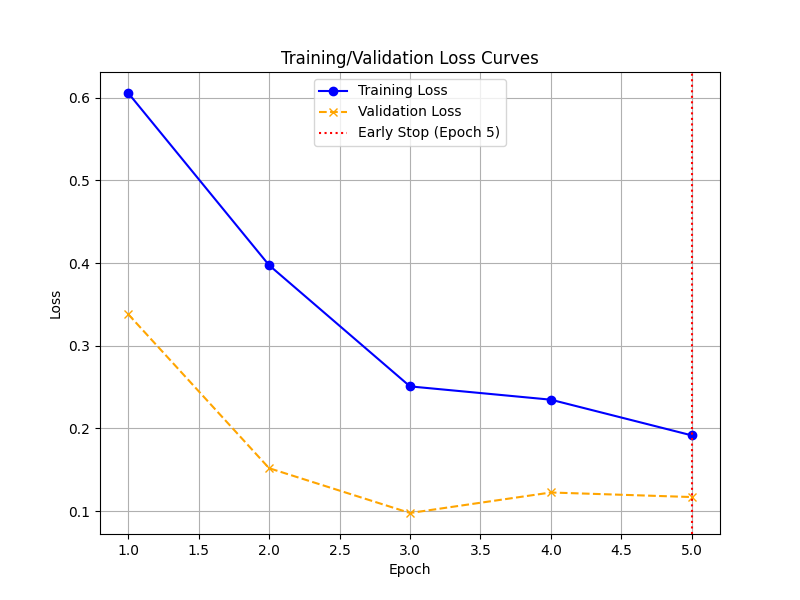 Training/Validation Loss Curves
Training Loss
Validation Loss
Early Stop (Epoch 5)
Loss
0.6
0.5
0.4
0.3
0.2
0.1
1.0 1.5 2.0 2.5 3.0 3.5 4.0 4.5 5.0
Epoch